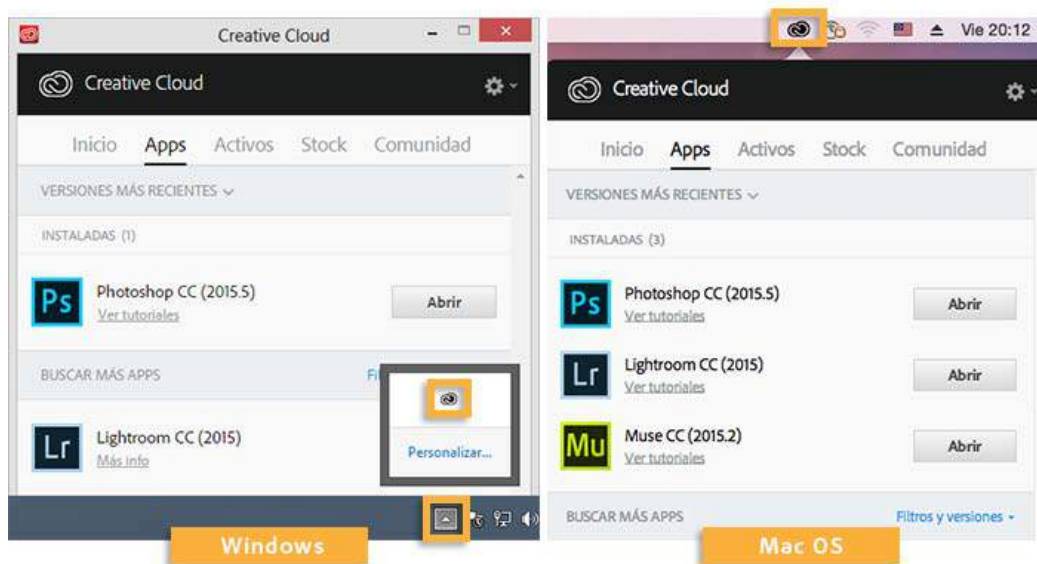 Creative Cloud
Creative Cloud
Inicio Apps Activos Stock Comunidad
VERSIONES MÁS RECIENTES
INSTALADAS (1)
Ps
Photoshop CC (2015.5)
Ver tutoriales
Abrir
BUSCAR MÁS APPS
Lr
Lightroom CC (2015)
Más info
Personalizar...
Windows
Vie 20:12
Creative Cloud
Inicio Apps Activos Stock Comunidad
VERSIONES MÁS RECIENTES
INSTALADAS (3)
Ps
Photoshop CC (2015.5)
Ver tutoriales
Abrir
Lr
Lightroom CC (2015)
Ver tutoriales
Abrir
Mu
Muse CC (2015.2)
Ver tutoriales
Abrir
BUSCAR MÁS APPS
Filtros y versiones
Mac OS